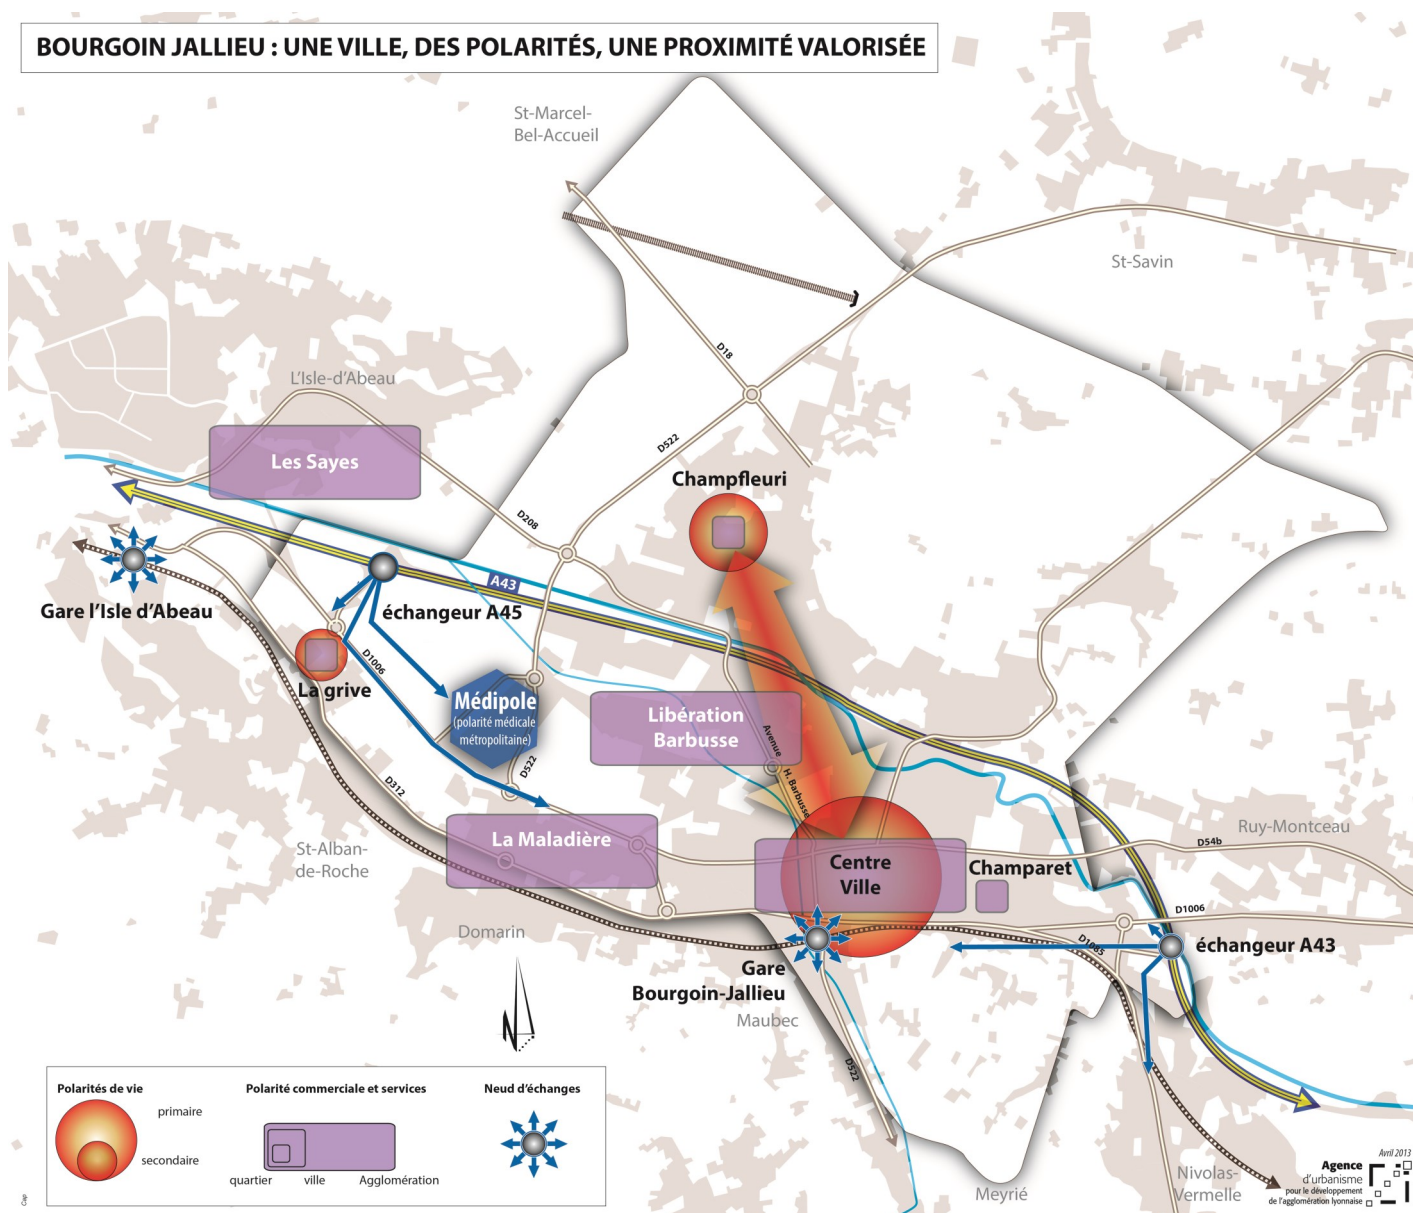 BOURGOIN JALLIEU : UNE VILLE, DES POLARITÉS, UNE PROXIMITÉ VALORISÉE
St-Marcel-
Bel-Accueil
St-Savin
D18
L'Isle-d'Abeau
D522
Les Sayes
Champfleuri
D208
A43
Gare l'Isle d'Abeau
échangeur A45
D1006
La grive
Médipole
(polarité médicale
métropolitaine)
Libération
Barbusse
Avenue H. Barbusse
D522
D312
St-Alban-
de-Roche
La Maladière
Centre
Ville
Champaret
Ruy-Montceau
D54b
D1006
Domarin
D1085
échangeur A43
Gare
Bourgoin-Jallieu
Maubec
D522
N
Polarités de vie
primaire
secondaire
Polarité commerciale et services
quartier
ville
Agglomération
Neud d'échanges
Meyrié
Nivolas-
Vermelle
Avril 2013
Agence
d'urbanisme
pour le développement
de l'agglomération lyonnaise
Cap